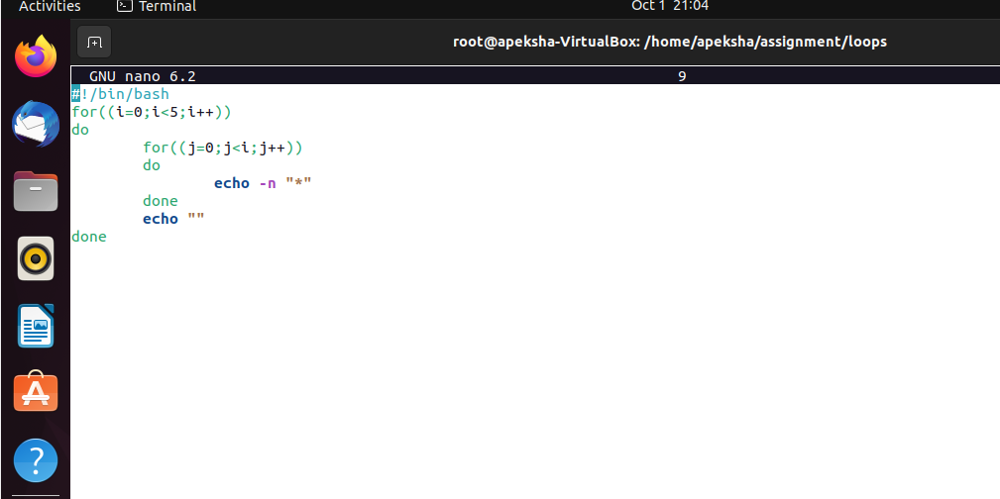 Activities Terminal Oct 1 21:04
root@apeksha-VirtualBox: /home/apeksha/assignment/loops
GNU nano 6.2 9
#!/bin/bash
for((i=0;i<5;i++))
do
        for((j=0;j<i;j++))
        do
                echo -n "*"
        done
        echo ""
done